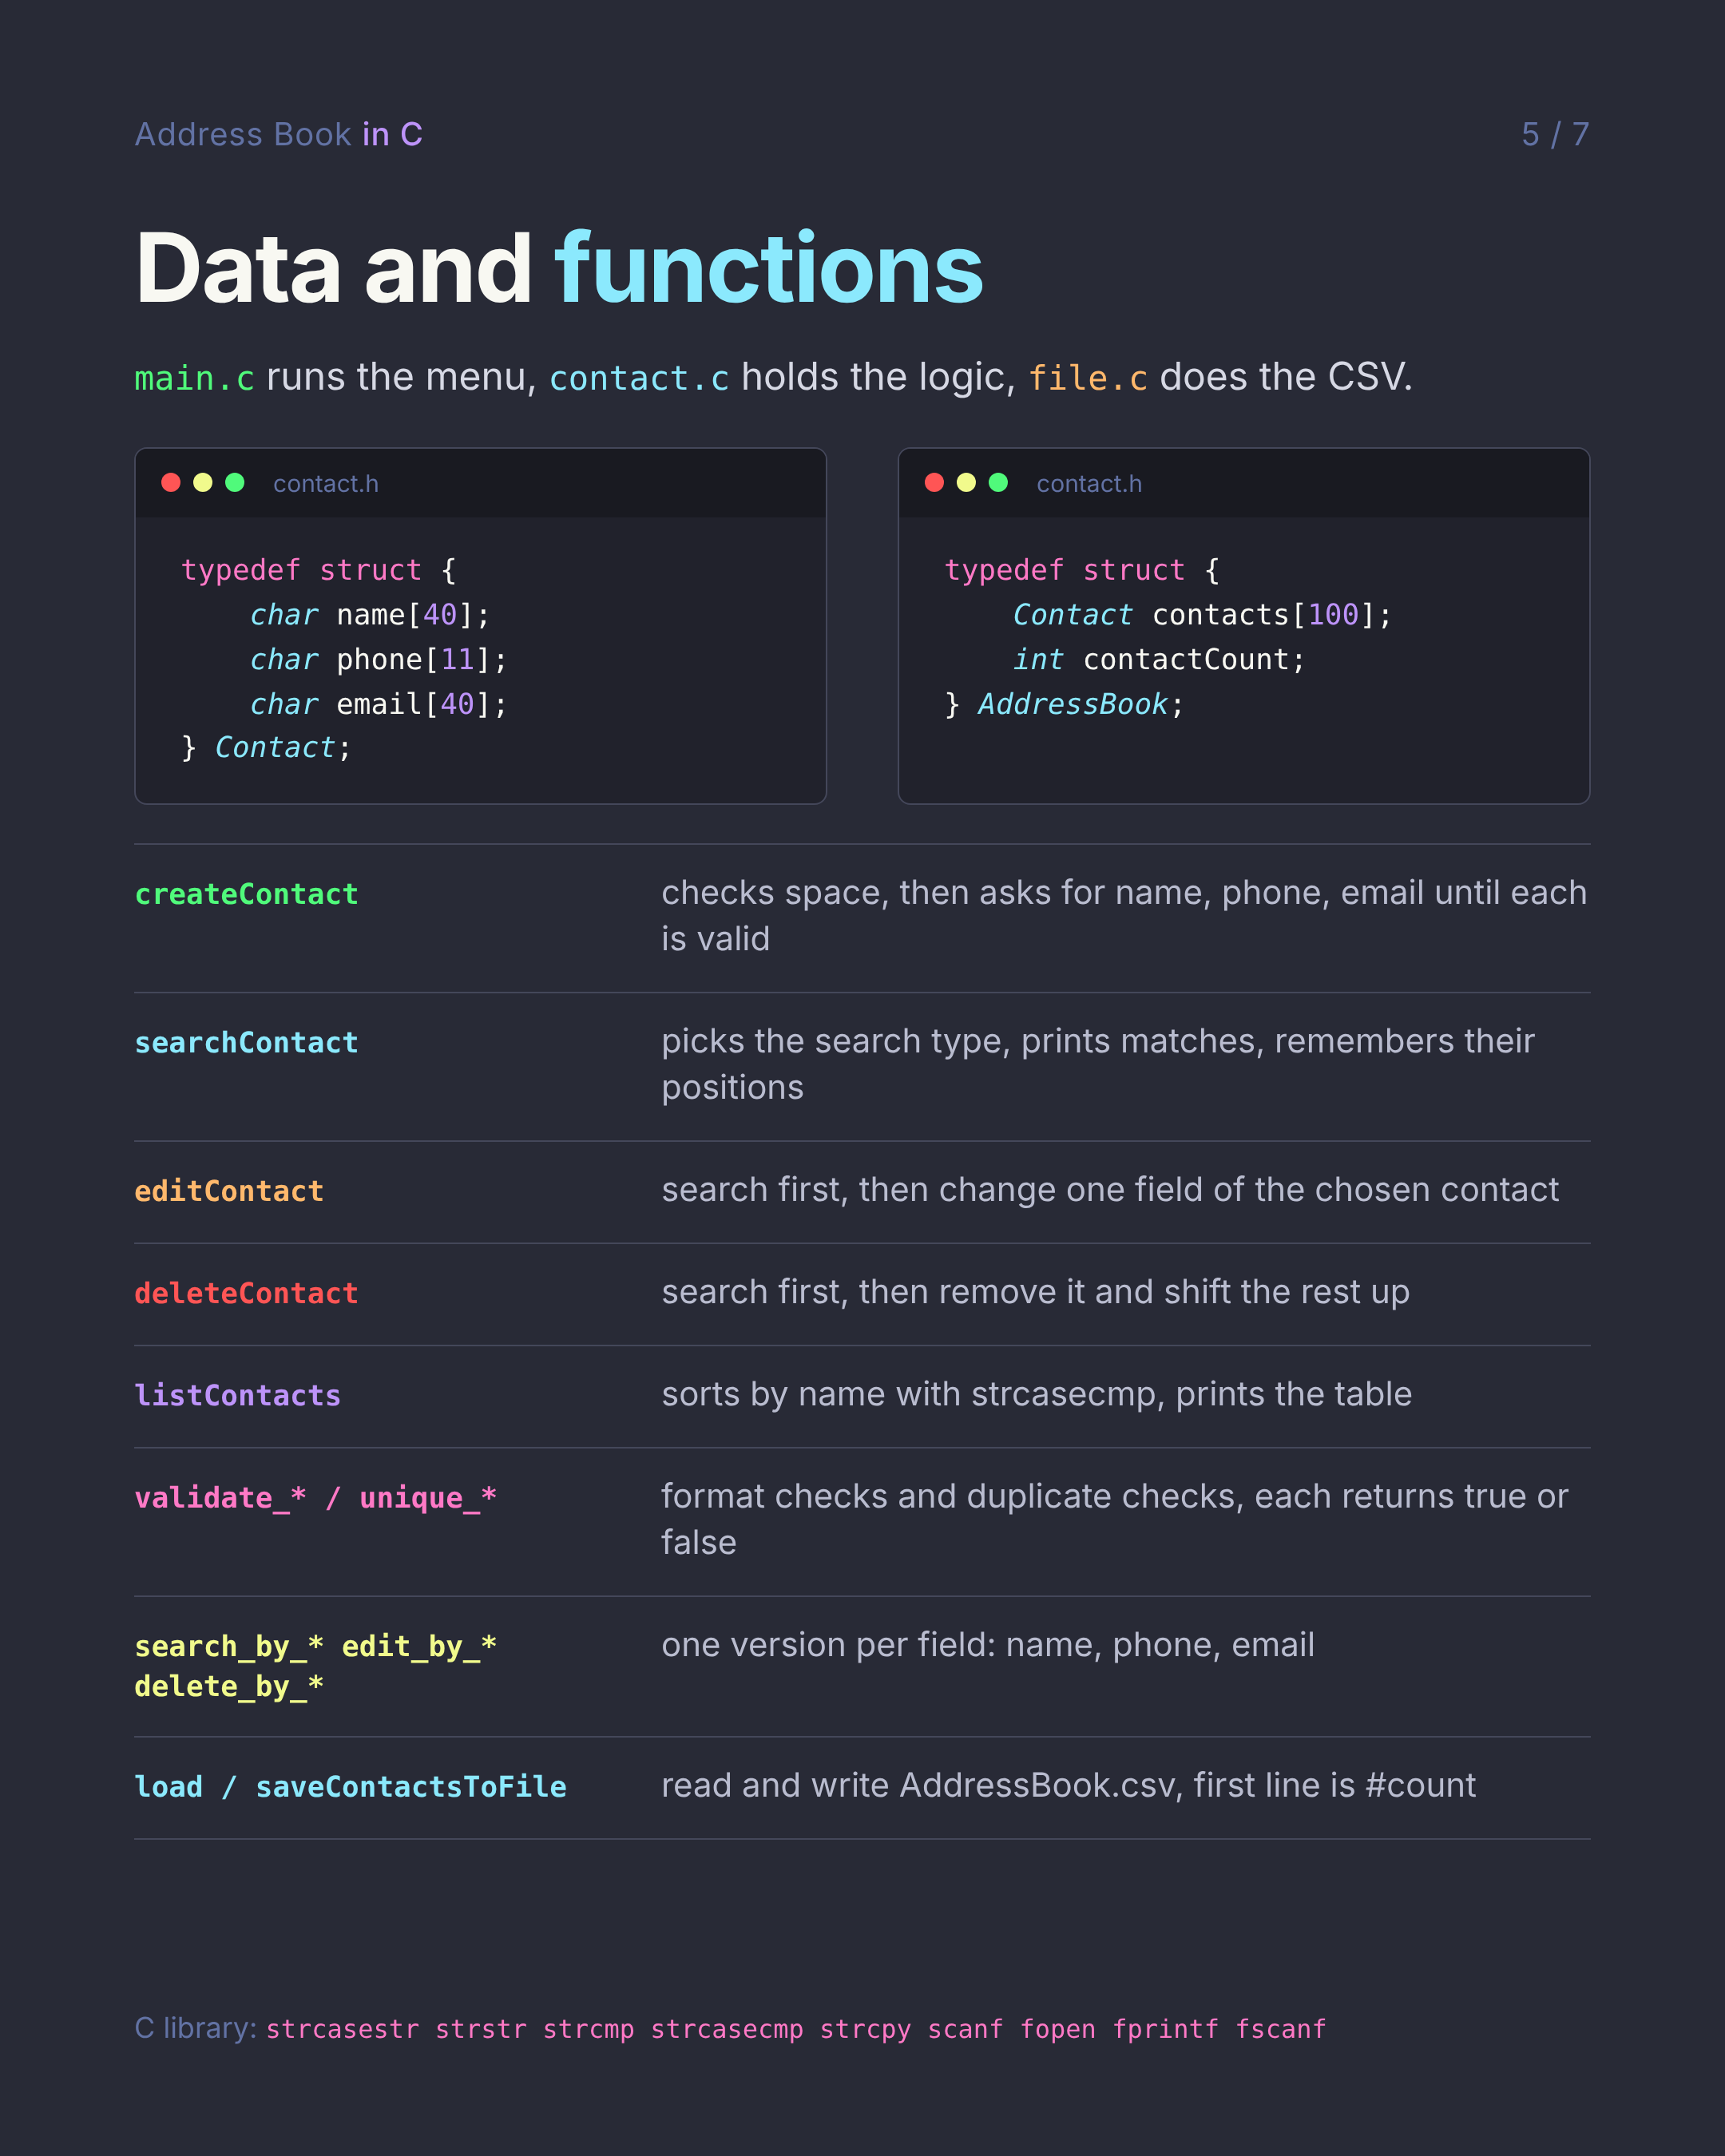 Address Book in C
5 / 7
Data and functions
main.c runs the menu, contact.c holds the logic, file.c does the CSV.
contact.h
typedef struct {
    char name[40];
    char phone[11];
    char email[40];
} Contact;
contact.h
typedef struct {
    Contact contacts[100];
    int contactCount;
} AddressBook;
createContact
checks space, then asks for name, phone, email until each
is valid
searchContact
picks the search type, prints matches, remembers their
positions
editContact
search first, then change one field of the chosen contact
deleteContact
search first, then remove it and shift the rest up
listContacts
sorts by name with strcasecmp, prints the table
validate_* / unique_*
format checks and duplicate checks, each returns true or
false
search_by_* edit_by_*
delete_by_*
one version per field: name, phone, email
load / saveContactsToFile
read and write AddressBook.csv, first line is #count
C library: strcasestr strstr strcmp strcasecmp strcpy scanf fopen fprintf fscanf